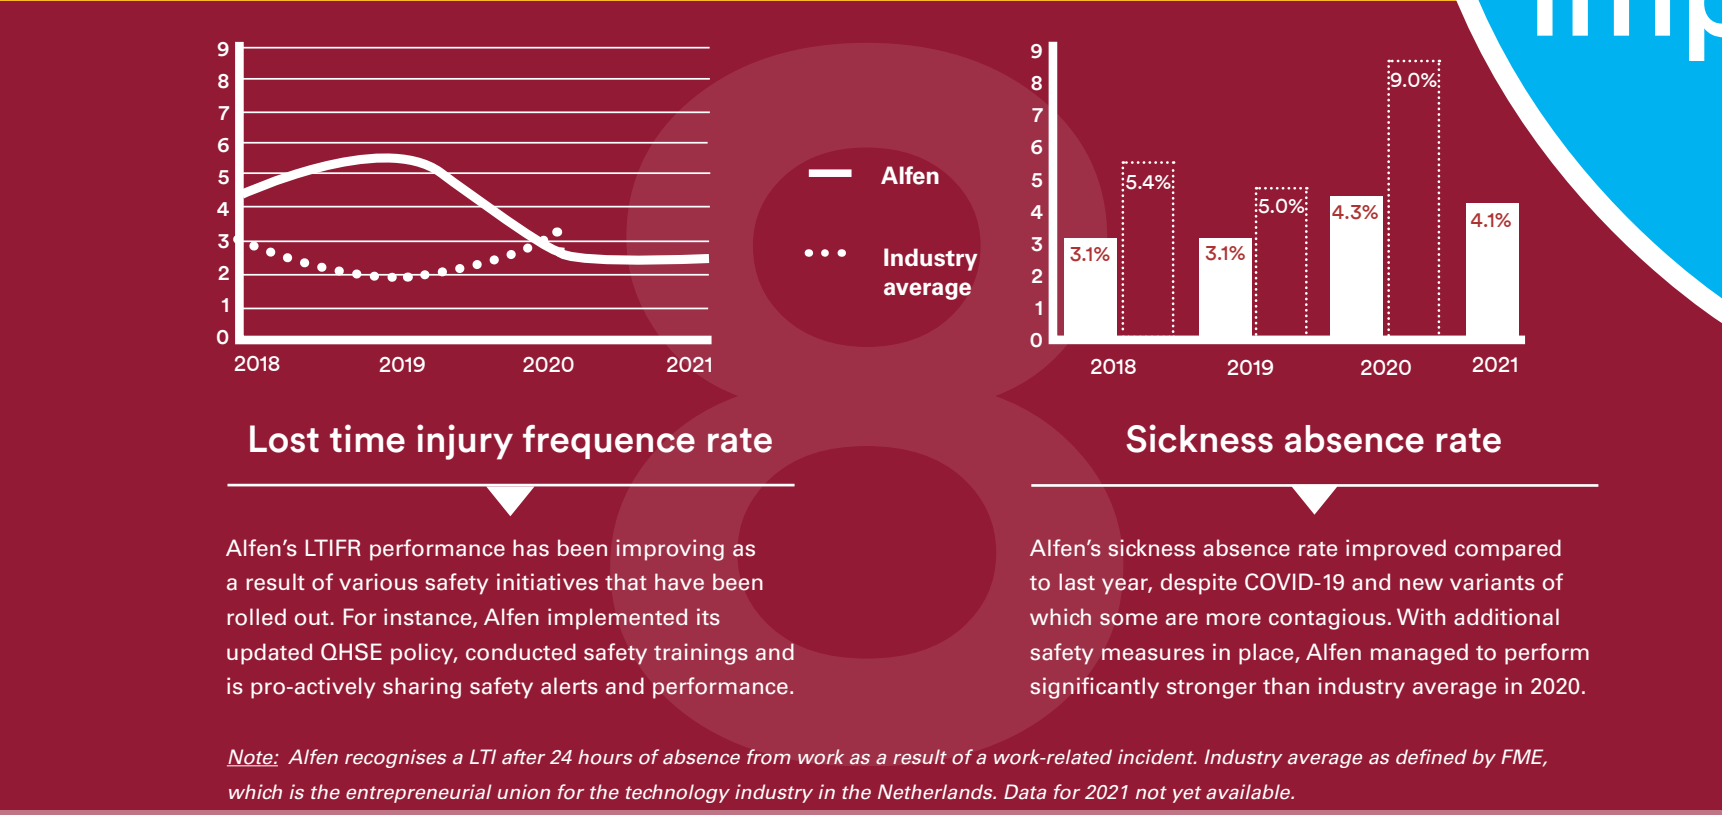 9
8
7
6
5
4
3
2
1
0
2018 2019 2020 2021
Alfen
Industry
average
9
8
7
6
5
4
3
2
1
0
3.1% 5.4% 3.1% 5.0% 4.3% 9.0% 4.1%
2018 2019 2020 2021
Lost time injury frequence rate
Alfen’s LTIFR performance has been improving as
a result of various safety initiatives that have been
rolled out. For instance, Alfen implemented its
updated QHSE policy, conducted safety trainings and
is pro-actively sharing safety alerts and performance.
Sickness absence rate
Alfen’s sickness absence rate improved compared
to last year, despite COVID-19 and new variants of
which some are more contagious. With additional
safety measures in place, Alfen managed to perform
significantly stronger than industry average in 2020.
Note: Alfen recognises a LTI after 24 hours of absence from work as a result of a work-related incident. Industry average as defined by FME,
which is the entrepreneurial union for the technology industry in the Netherlands. Data for 2021 not yet available.
8